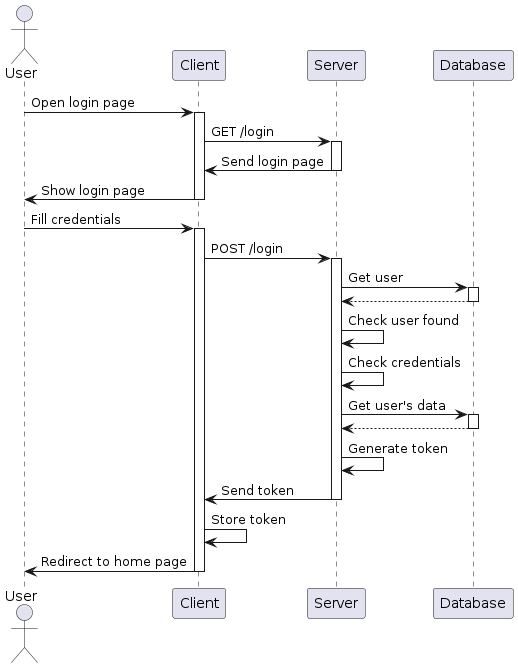 User
Client
Server
Database
Open login page
GET /login
Send login page
Show login page
Fill credentials
POST /login
Get user
Check user found
Check credentials
Get user's data
Generate token
Send token
Store token
Redirect to home page
User
Client
Server
Database